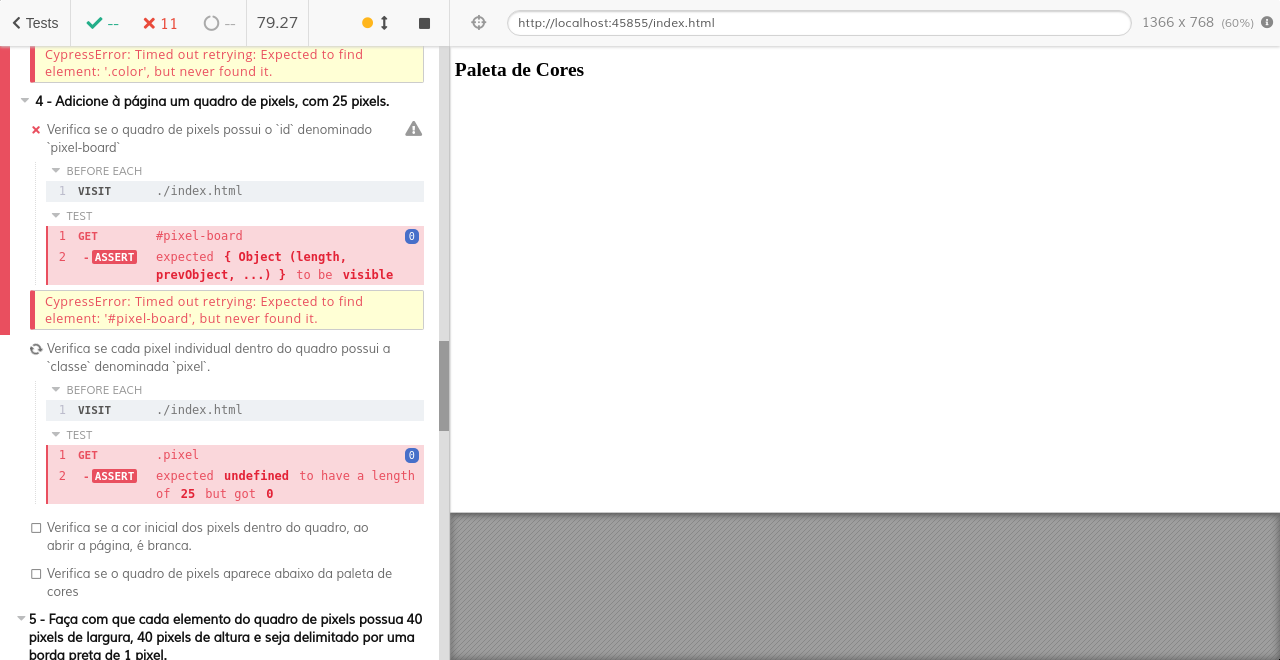 Tests
--
11
--
79.27
http://localhost:45855/index.html
1366 x 768 (60%)
CypressError: Timed out retrying: Expected to find
element: '.color', but never found it.
4 - Adicione à página um quadro de pixels, com 25 pixels.
Verifica se o quadro de pixels possui o `id` denominado
`pixel-board`
BEFORE EACH
1 VISIT ./index.html
TEST
1 GET #pixel-board 0
2 -ASSERT expected { Object (length,
prevObject, ...) } to be visible
CypressError: Timed out retrying: Expected to find
element: '#pixel-board', but never found it.
Verifica se cada pixel individual dentro do quadro possui a
`classe` denominada `pixel`.
BEFORE EACH
1 VISIT ./index.html
TEST
1 GET .pixel 0
2 -ASSERT expected undefined to have a length
of 25 but got 0
Verifica se a cor inicial dos pixels dentro do quadro, ao
abrir a página, é branca.
Verifica se o quadro de pixels aparece abaixo da paleta de
cores
5 - Faça com que cada elemento do quadro de pixels possua 40
pixels de largura, 40 pixels de altura e seja delimitado por uma
borda preta de 1 pixel.
Paleta de Cores